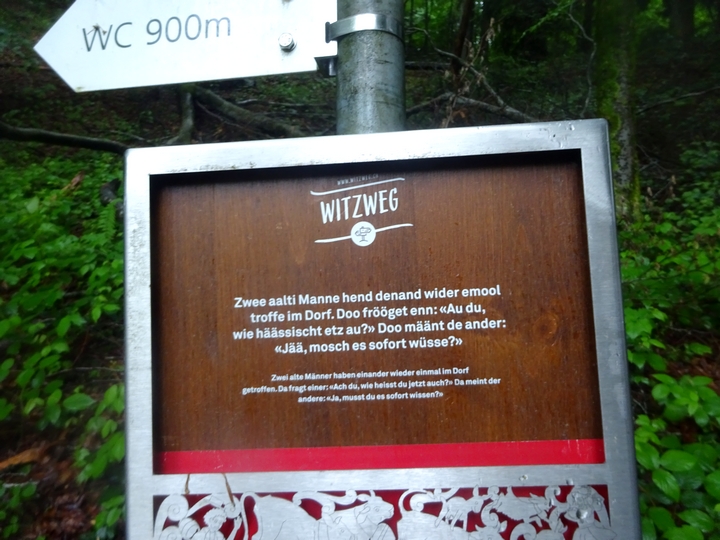 WC 900m
www.witzweg.ch
WITZWEG
Zwee aalti Manne hend denand wider emool
troffe im Dorf. Doo frööget enn: «Au du,
wie häässischt etz au?» Doo määnt de ander:
«Jää, mosch es sofort wüsse?»
Zwei alte Männer haben einander wieder einmal im Dorf
getroffen. Da fragt einer: «Ach du, wie heisst du jetzt auch?» Da meint der
andere: «Ja, musst du es sofort wissen?»